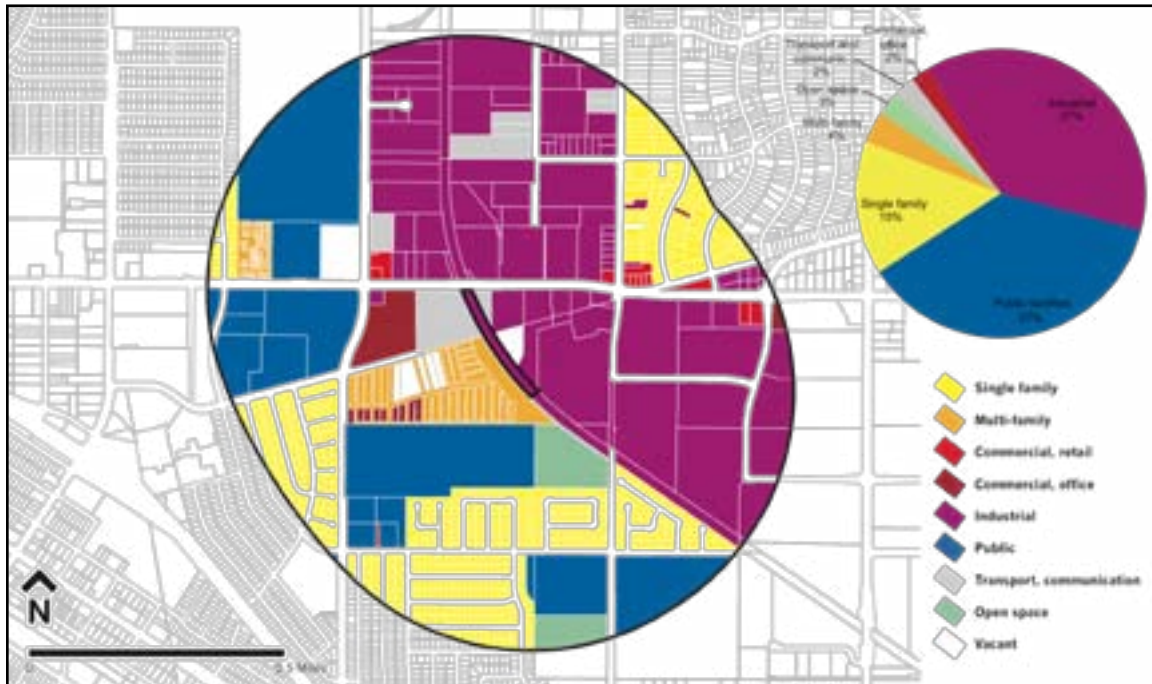 Commercial,
office
2%
Transport and
communic.
2%
Open space
3%
Multi-family
4%
Industrial
37%
Single family
15%
Public facilities
37%
Single family
Multi-family
Commercial, retail
Commercial, office
Industrial
Public
Transport, communication
Open space
Vacant
N
0
0.5 Miles